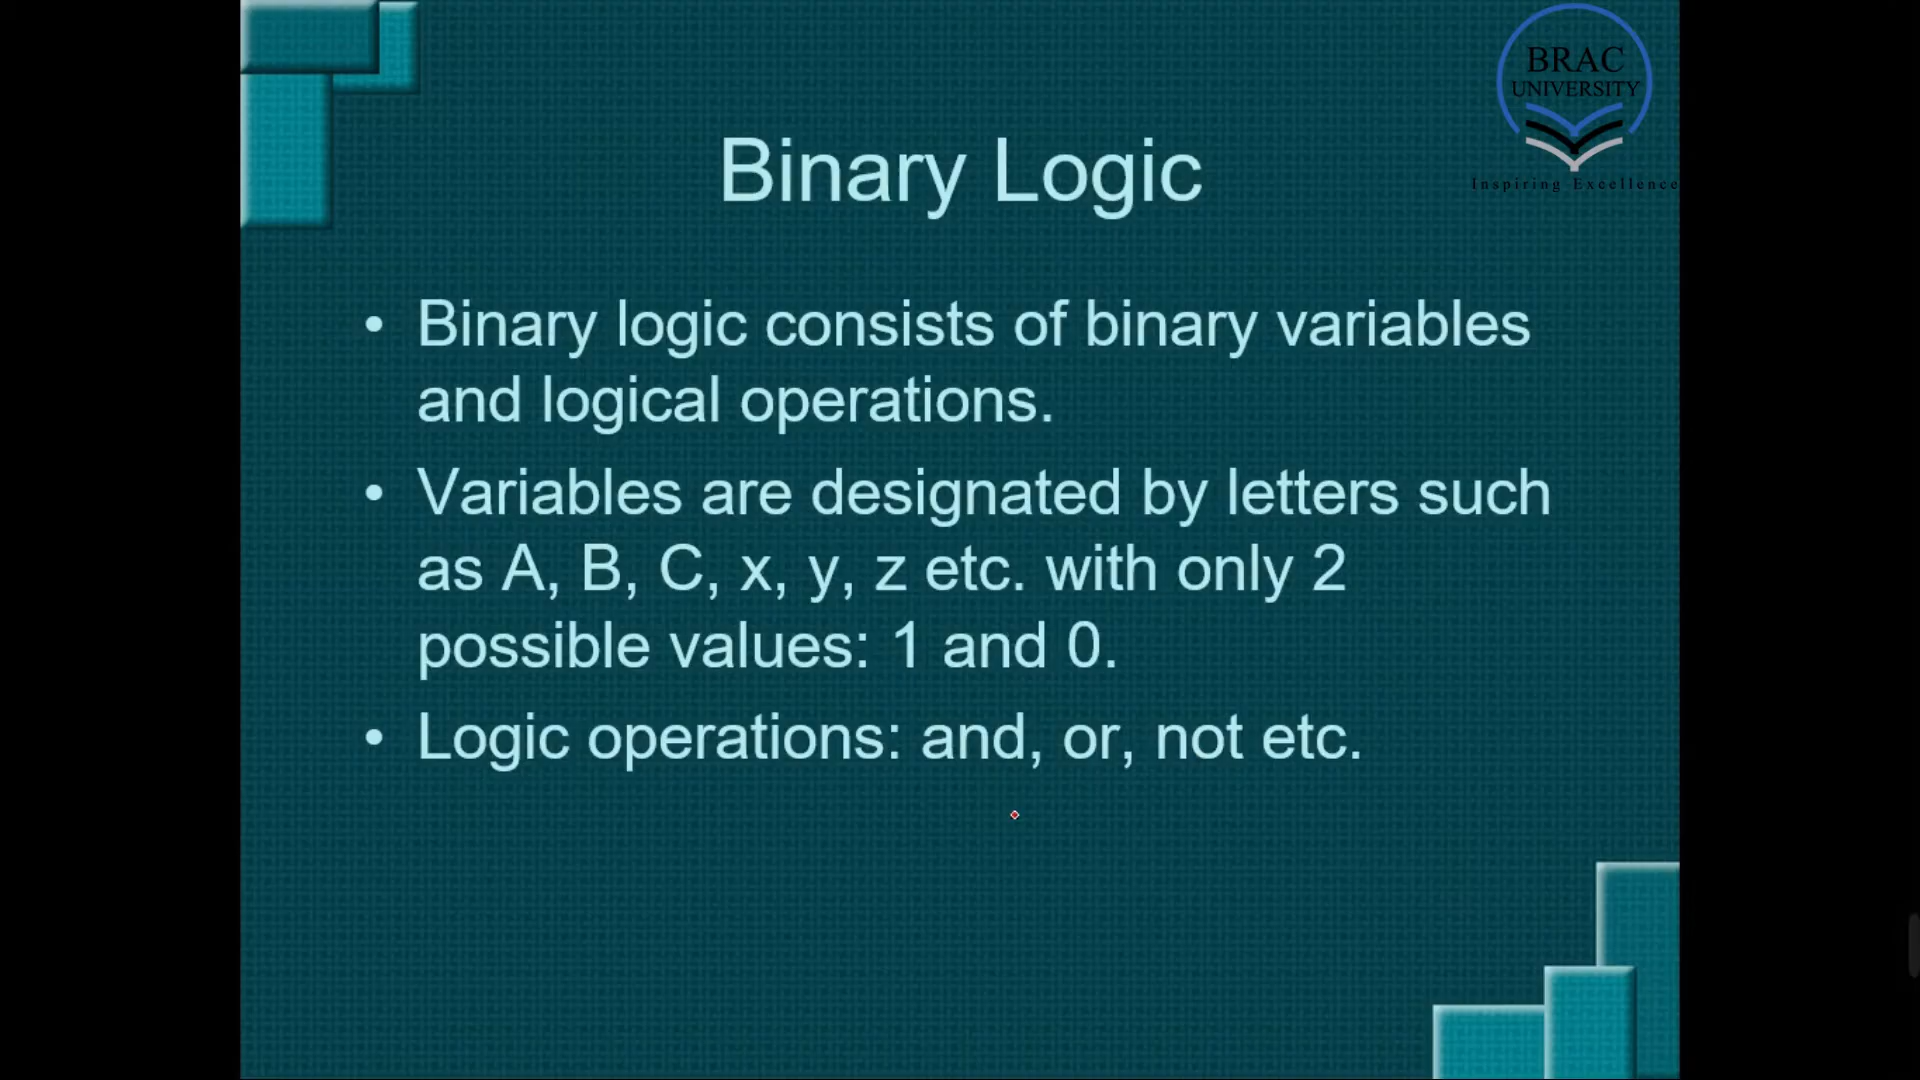 BRAC
UNIVERSITY
Inspiring Excellence
Binary Logic
• Binary logic consists of binary variables
and logical operations.
• Variables are designated by letters such
as A, B, C, x, y, z etc. with only 2
possible values: 1 and 0.
• Logic operations: and, or, not etc.